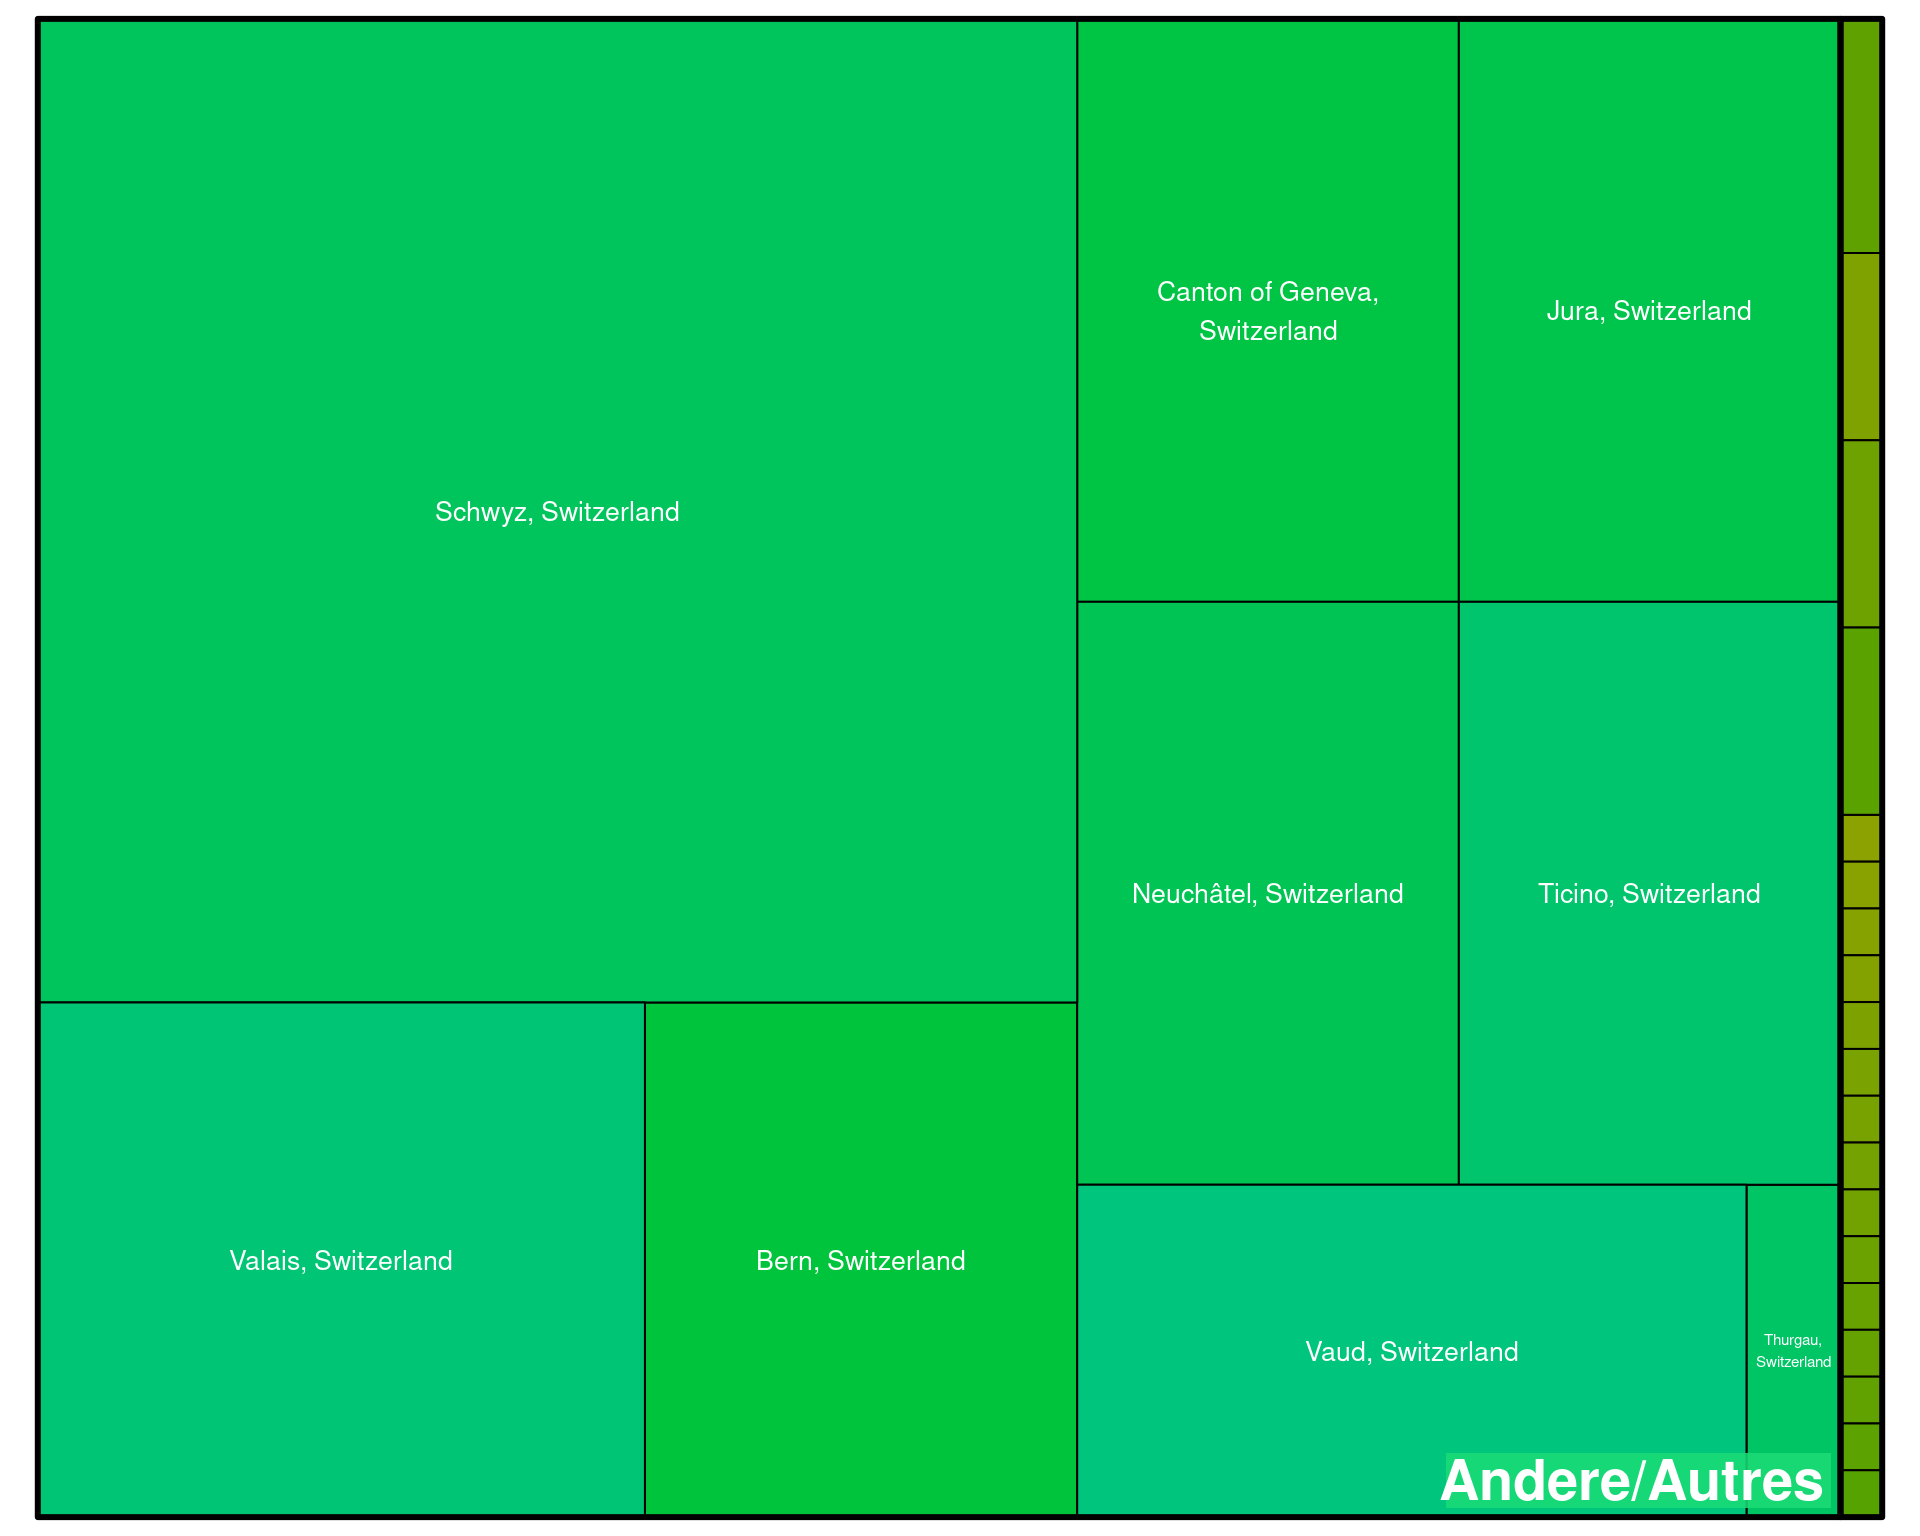 Canton of Geneva,
Switzerland
Jura, Switzerland
Schwyz, Switzerland
Neuchâtel, Switzerland
Ticino, Switzerland
Valais, Switzerland
Bern, Switzerland
Vaud, Switzerland
Thurgau,
Switzerland
Andere/Autres